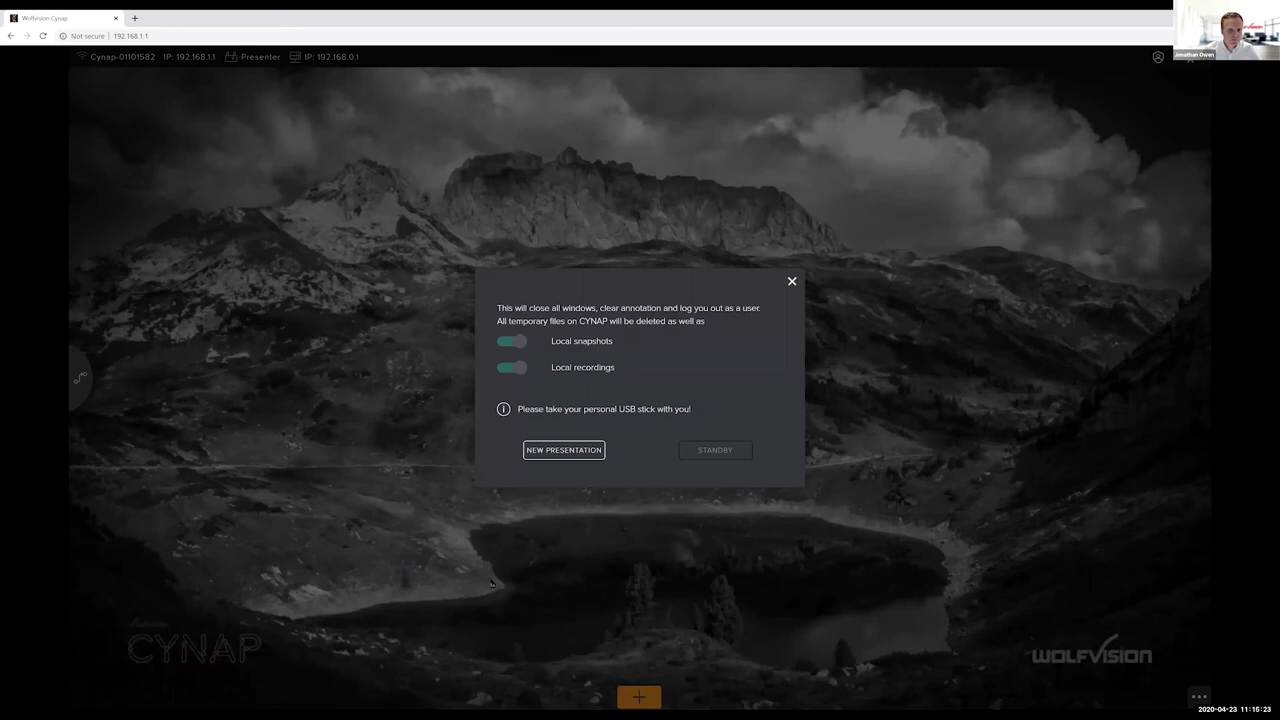 Wolfvision Cynap
Not secure
192.168.1.1
Jonathan Owen
Cynap-01101582 IP: 192.168.1.1 Presenter IP: 192.168.0.1
This will close all windows, clear annotation and log you out as a user.
All temporary files on CYNAP will be deleted as well as
Local snapshots
Local recordings
Please take your personal USB stick with you!
NEW PRESENTATION
STANDBY
CYNAP
WOLFVISION
2020-04-23 11:15:23